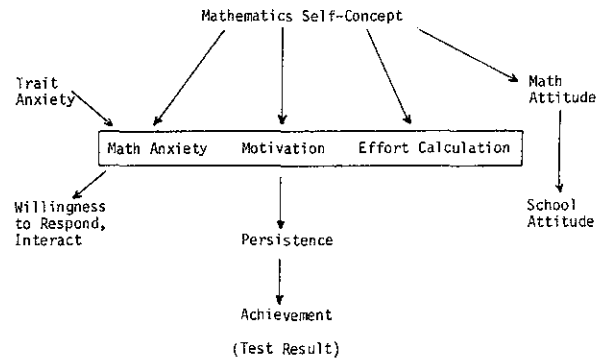 Mathematics Self-Concept
Trait
Anxiety
Math
Attitude
Math Anxiety Motivation Effort Calculation
Willingness
to Respond,
Interact
School
Attitude
Persistence
Achievement
(Test Result)